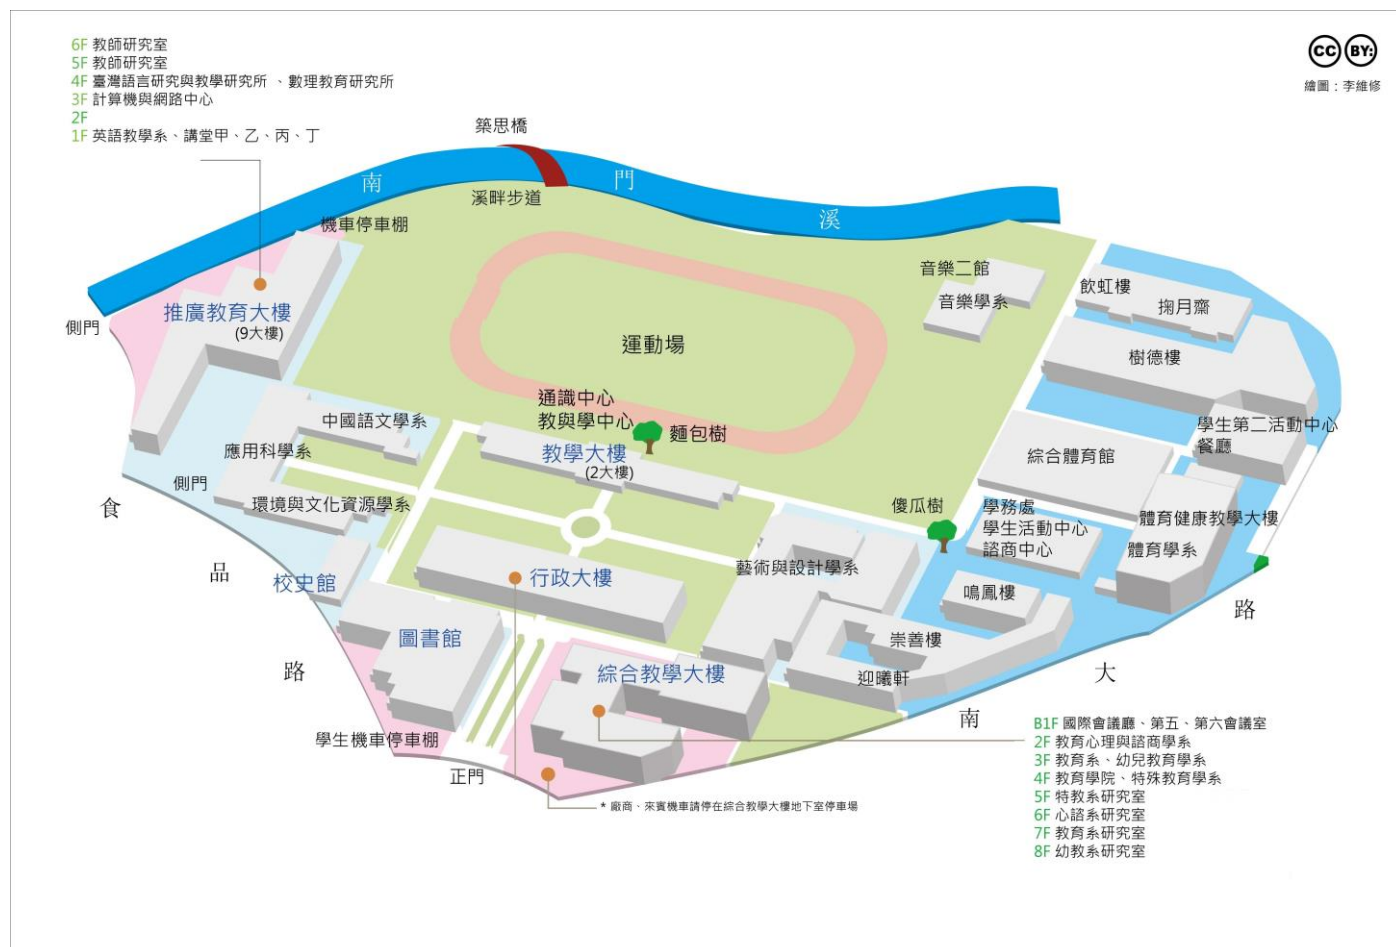 6F 教師研究室
5F 教師研究室
4F 臺灣語言研究與教學研究所 、數理教育研究所
3F 計算機與網路中心
2F
1F 英語教學系、講堂甲、乙、丙、丁
CC BY:
繪圖：李維修
築思橋
南門溪
溪畔步道
機車停車棚
側門
推廣教育大樓
(9大樓)
運動場
音樂二館
音樂學系
飲虹樓
掬月齋
樹德樓
通識中心
教與學中心
麵包樹
教學大樓
(2大樓)
中國語文學系
應用科學系
側門
環境與文化資源學系
學生第二活動中心
餐廳
綜合體育館
傻瓜樹
學務處
學生活動中心
諮商中心
體育健康教學大樓
體育學系
食品路
校史館
行政大樓
藝術與設計學系
鳴鳳樓
崇善樓
迎曦軒
圖書館
綜合教學大樓
南大路
學生機車停車棚
正門
* 廠商、來賓機車請停在綜合教學大樓地下室停車場
B1F 國際會議廳、第五、第六會議室
2F 教育心理與諮商學系
3F 教育系、幼兒教育學系
4F 教育學院、特殊教育學系
5F 特教系研究室
6F 心諮系研究室
7F 教育系研究室
8F 幼教系研究室